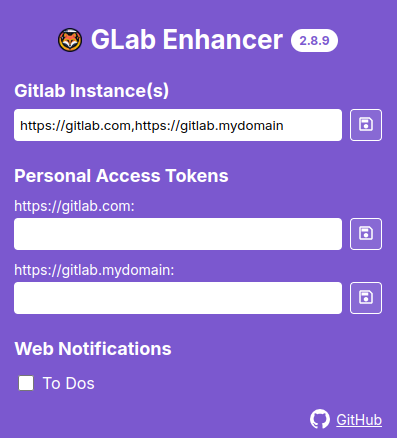 GLab Enhancer 2.8.9
Gitlab Instance(s)
https://gitlab.com,https://gitlab.mydomain
Personal Access Tokens
https://gitlab.com:
https://gitlab.mydomain:
Web Notifications
To Dos
GitHub